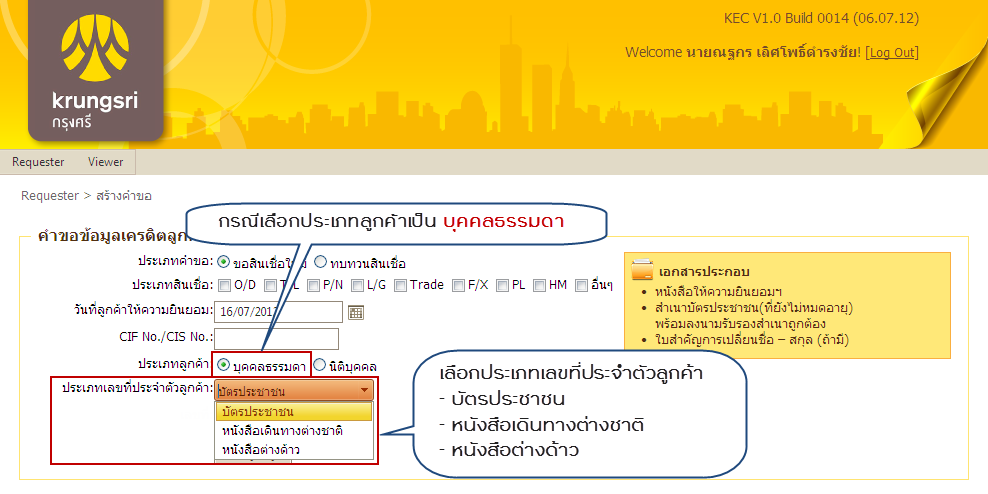 KEC V1.0 Build 0014 (06.07.12)
Welcome นายณฐกร เลิศโพธิ์ดำรงชัย! [Log Out]
krungsri
กรุงศรี
Requester Viewer
Requester > สร้างคำขอ
กรณีเลือกประเภทลูกค้าเป็น บุคคลธรรมดา
คำขอข้อมูลเครดิตลูก
ประเภทคำขอ: ขอสินเชื่อใหม่ ทบทวนสินเชื่อ
ประเภทสินเชื่อ: O/D T/L P/N L/G Trade F/X PL HM อื่นๆ
วันที่ลูกค้าให้ความยินยอม: 16/07/201
CIF No./CIS No.:
ประเภทลูกค้า: บุคคลธรรมดา นิติบุคคล
ประเภทเลขที่ประจำตัวลูกค้า: บัตรประชาชน
บัตรประชาชน
หนังสือเดินทางต่างชาติ
หนังสือต่างด้าว
เอกสารประกอบ
• หนังสือให้ความยินยอมฯ
• สำเนาบัตรประชาชน(ที่ยังไม่หมดอายุ)
พร้อมลงนามรับรองสำเนาถูกต้อง
• ใบสำคัญการเปลี่ยนชื่อ – สกุล (ถ้ามี)
เลือกประเภทเลขที่ประจำตัวลูกค้า
- บัตรประชาชน
- หนังสือเดินทางต่างชาติ
- หนังสือต่างด้าว